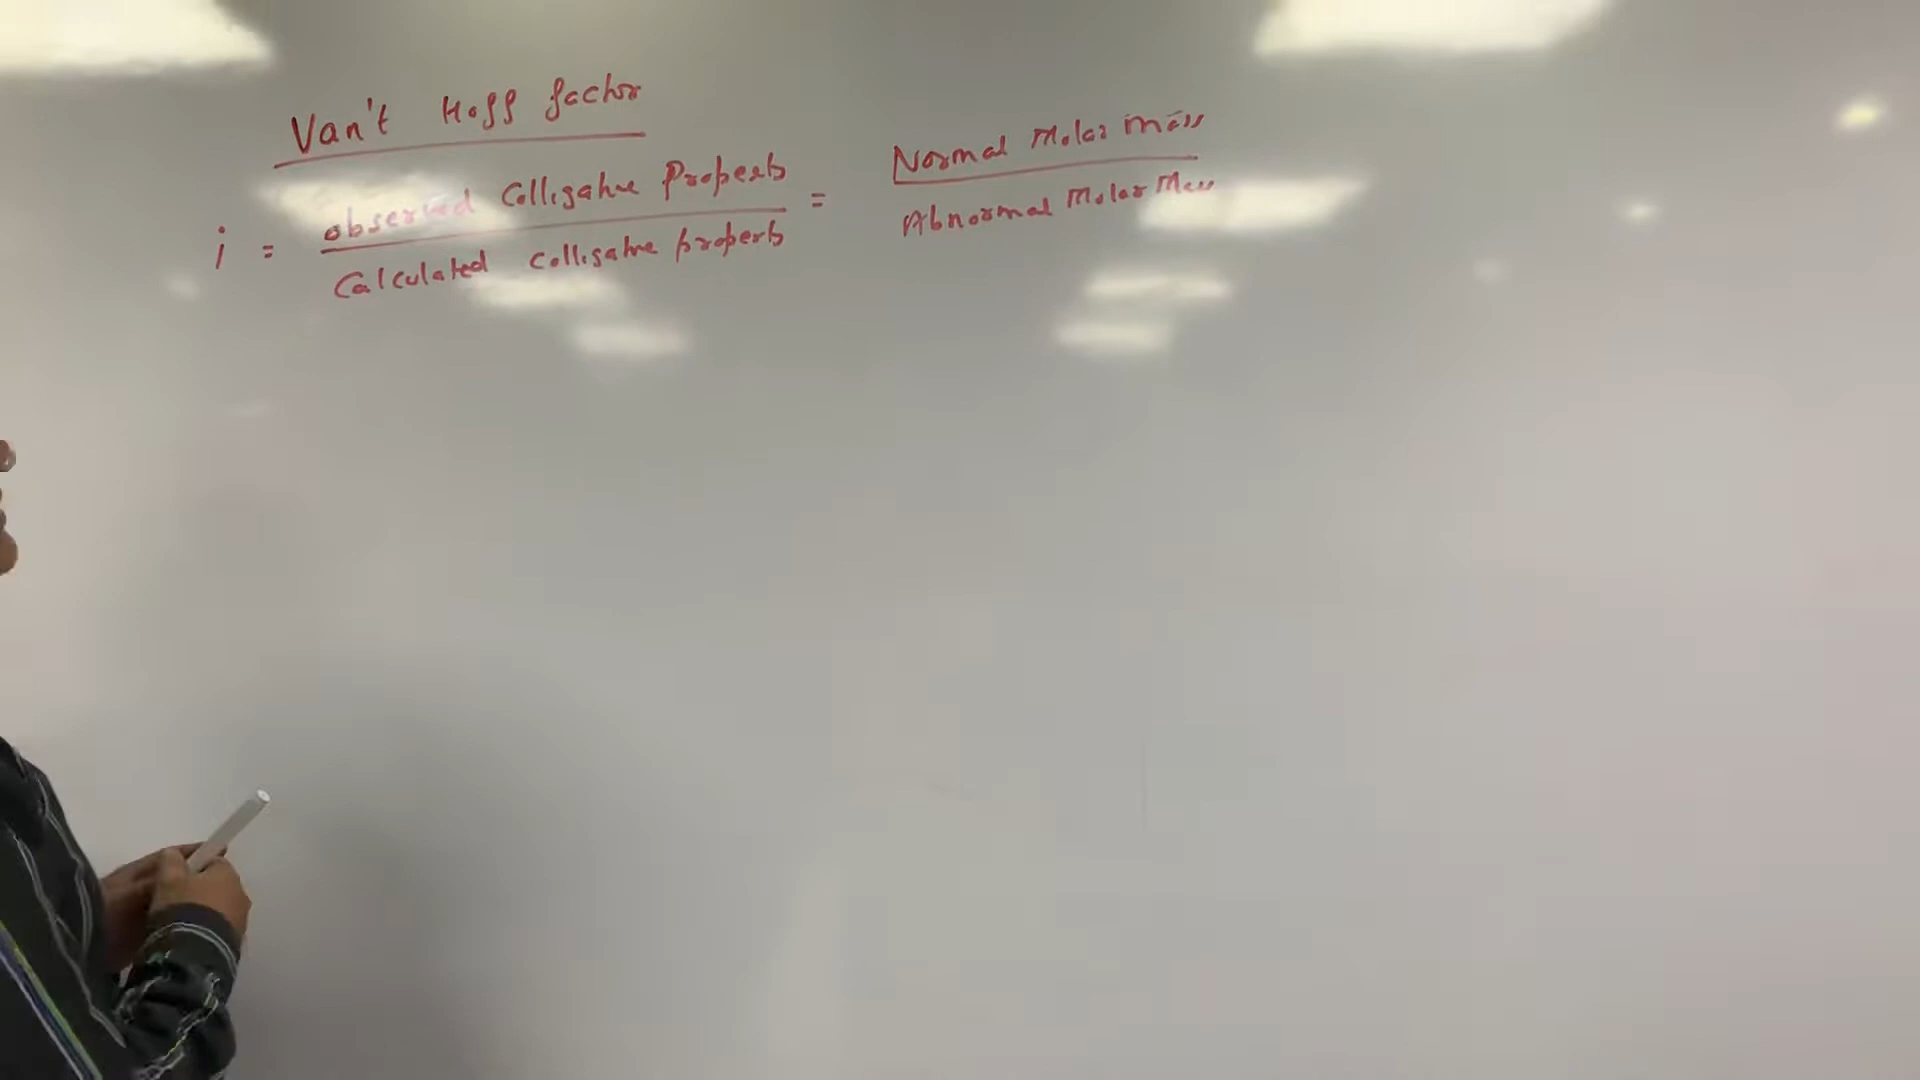 Van't Hoff factor
i = observed Colligative Property / Calculated colligative property = Normal Molar mass / Abnormal Molar Mass